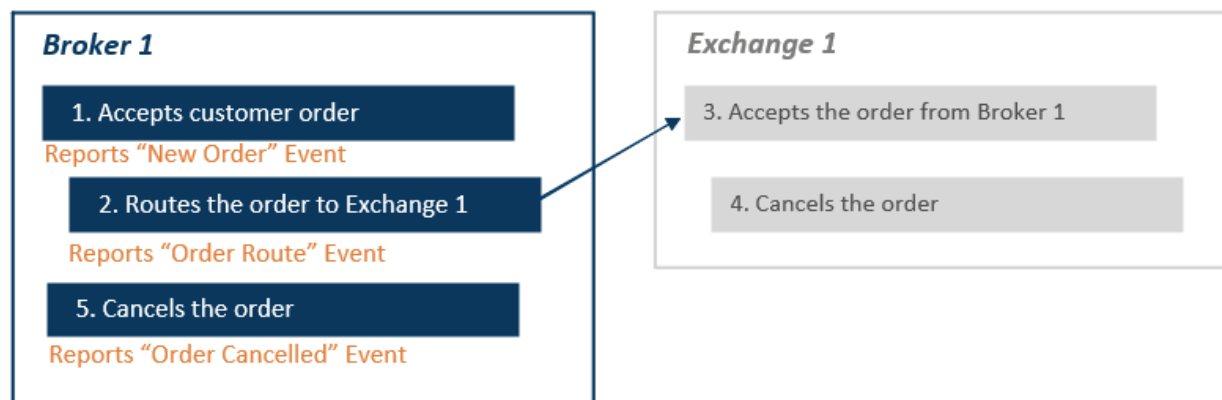 Broker 1
1. Accepts customer order
Reports “New Order” Event
2. Routes the order to Exchange 1
Reports “Order Route” Event
5. Cancels the order
Reports “Order Cancelled” Event
Exchange 1
3. Accepts the order from Broker 1
4. Cancels the order